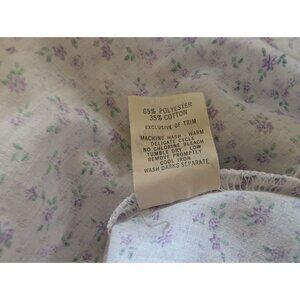 65% POLYESTER
35% COTTON
EXCLUSIVE OF TRIM
MACHINE WASH WARM
DELICATE CYCLE
NO CHLORINE BLEACH
TUMBLE DRY LOW
REMOVE PROMPTLY
COOL IRON
WASH DARKS SEPARATE